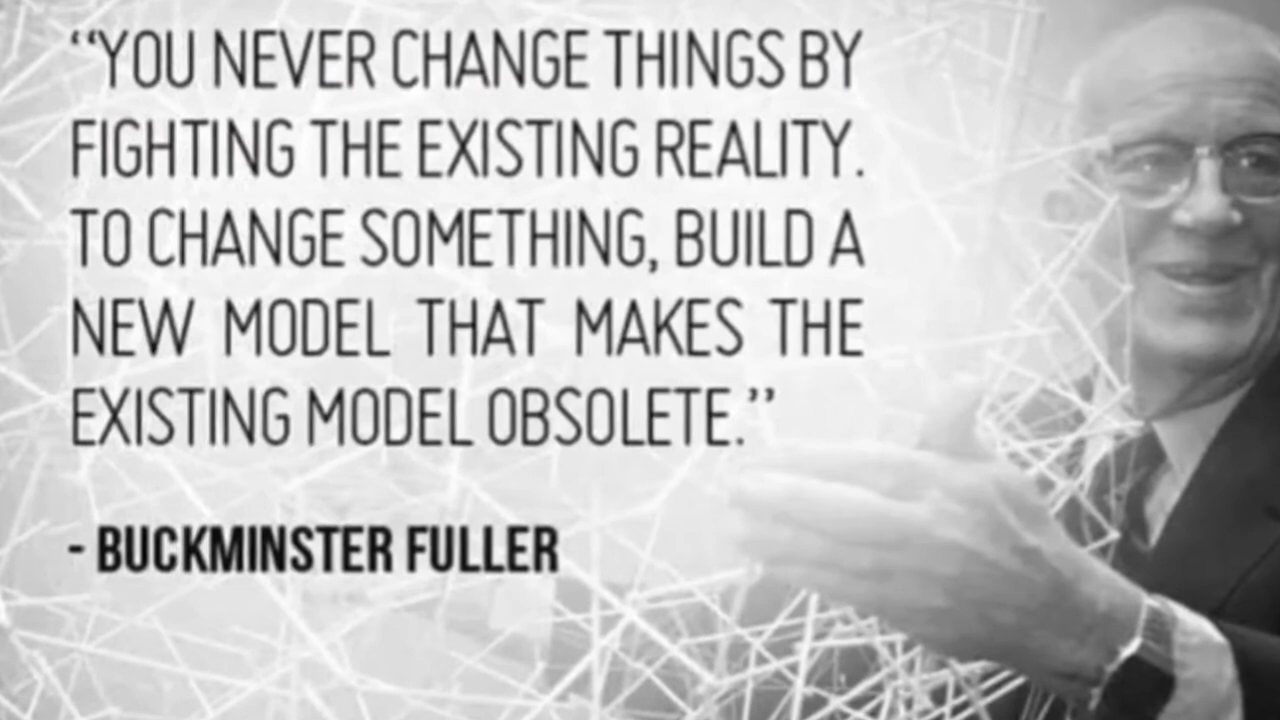 “YOU NEVER CHANGE THINGS BY
FIGHTING THE EXISTING REALITY.
TO CHANGE SOMETHING, BUILD A
NEW MODEL THAT MAKES THE
EXISTING MODEL OBSOLETE.”
- BUCKMINSTER FULLER